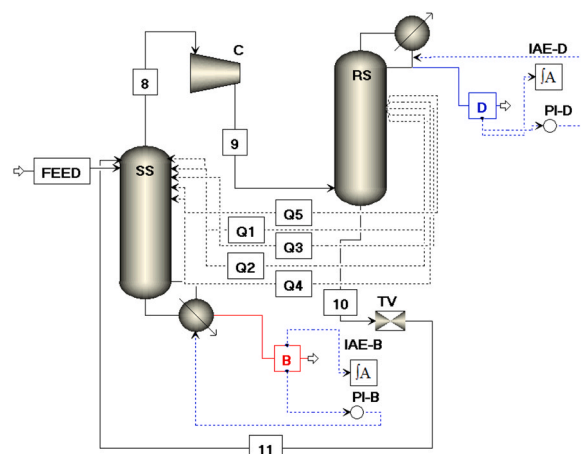 C
IAE-D
8
RS
∫A
D
PI-D
9
FEED
SS
Q5
Q1
Q3
Q2
Q4
10
TV
IAE-B
B
∫A
PI-B
11